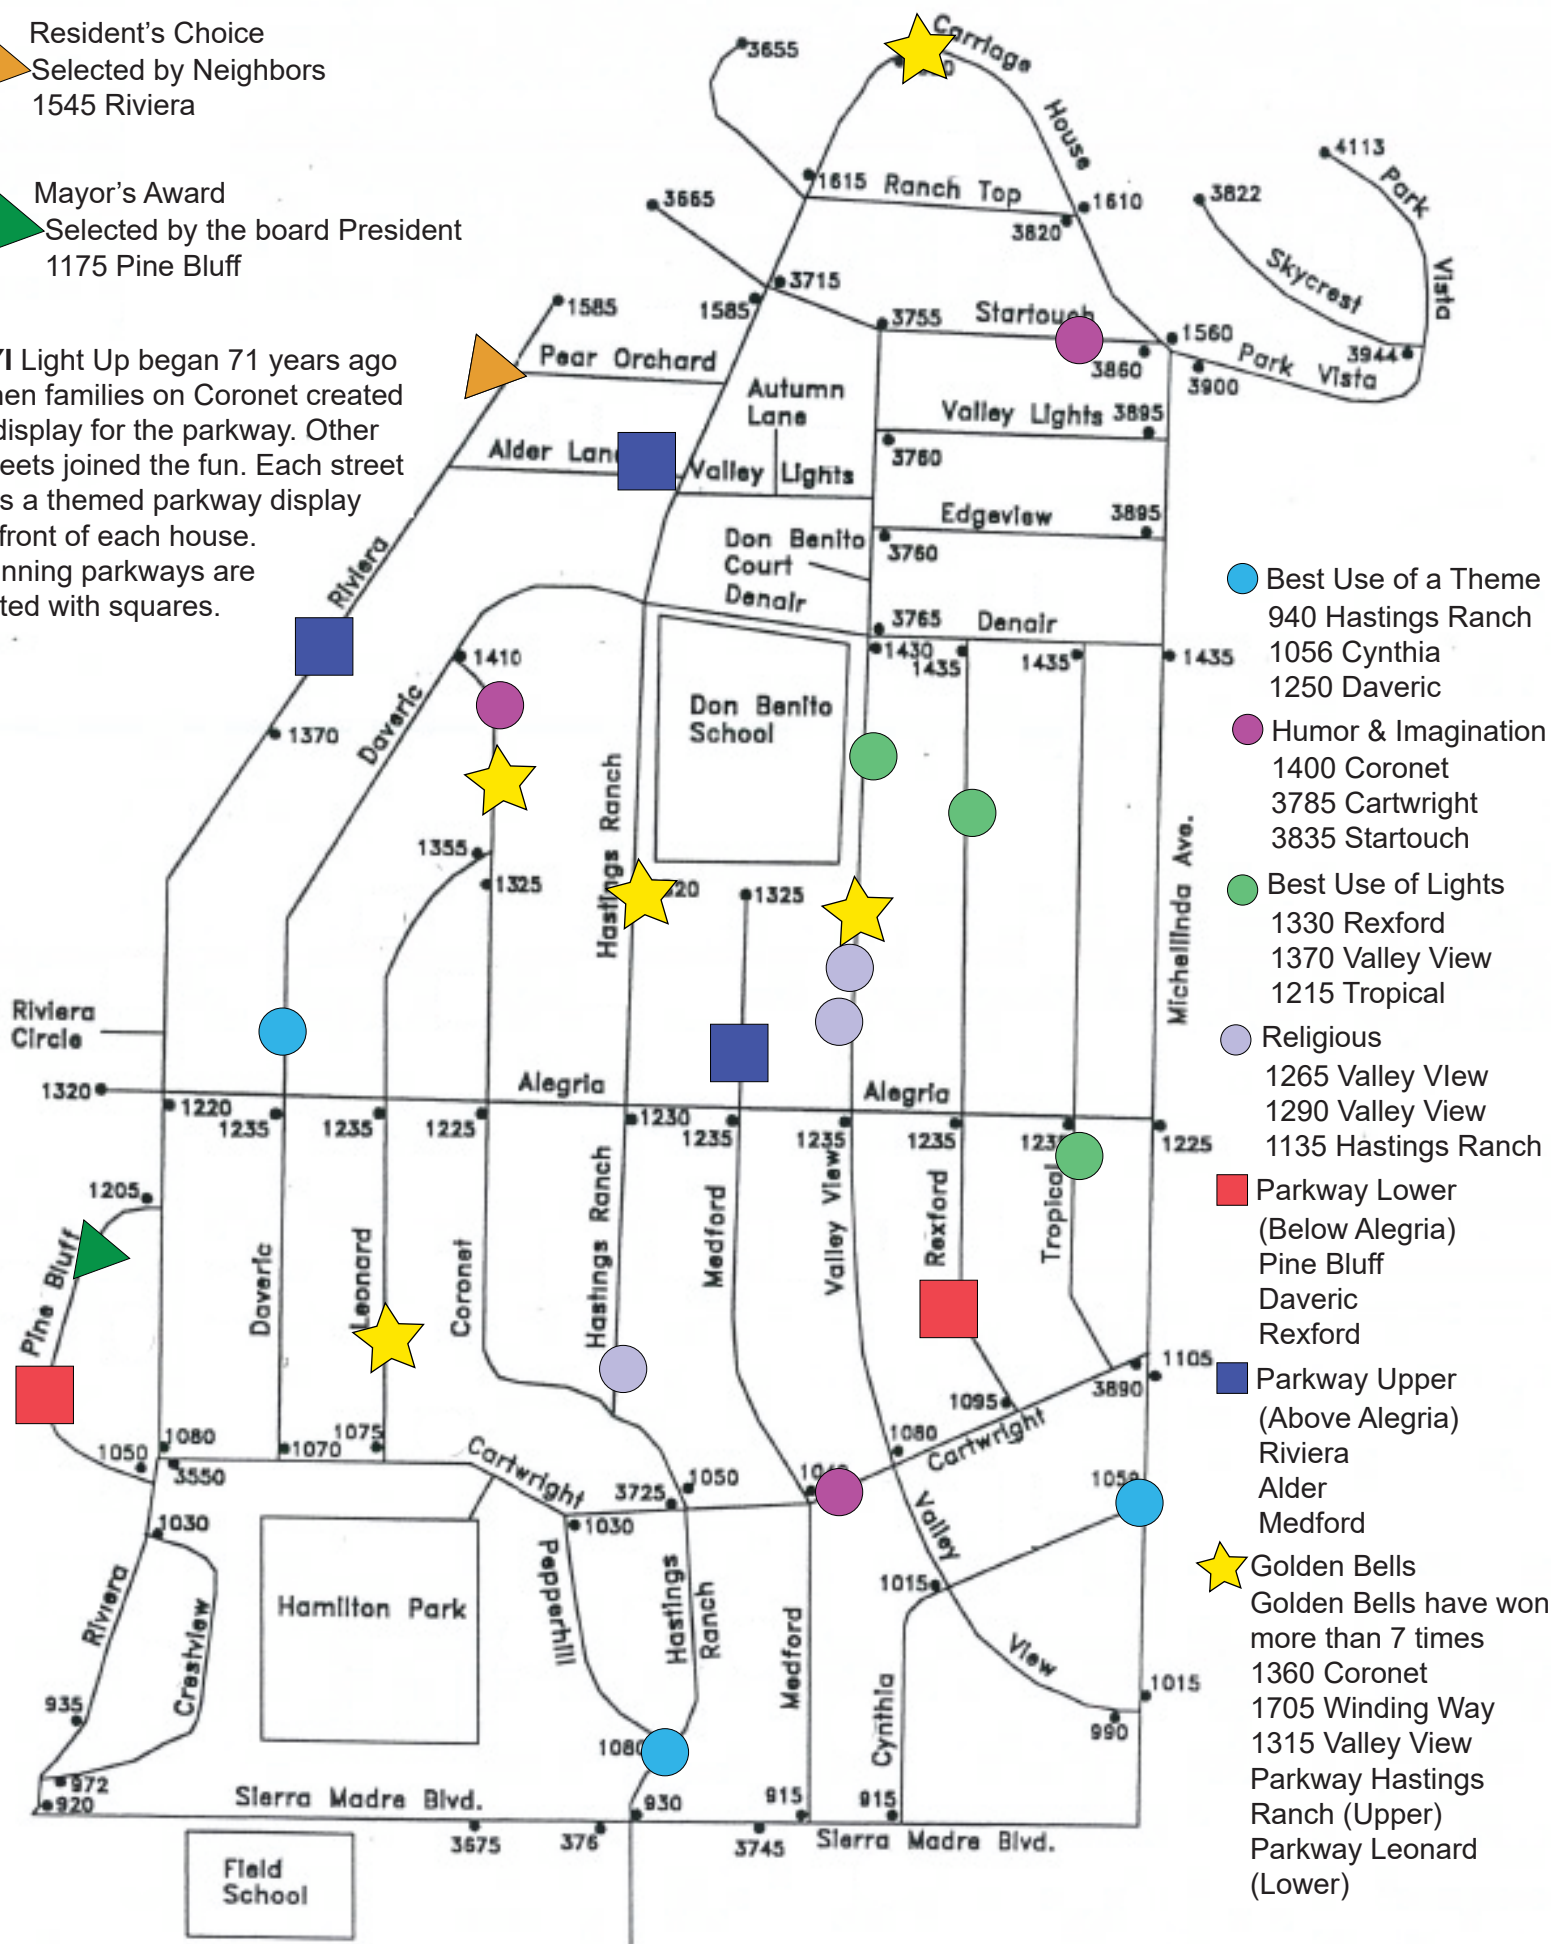 Resident’s Choice
Selected by Neighbors
1545 Riviera
Mayor’s Award
Selected by the board President
1175 Pine Bluff
Light Up began 71 years ago
families on Coronet created
display for the parkway. Other
joined the fun. Each street
a themed parkway display
front of each house.
parkways are
with squares.
Carriage
House
3655
1615 Ranch Top
1610
3820
3665
3715
1585
1585
3755
Startouch
1560
3860
Park Vista
3900
3822
Skycrest
3944
4113
Park
Vista
Pear Orchard
Autumn
Lane
Alder
Valley Lights
Valley Lights 3895
3760
Edgeview 3895
3760
Don Benito
Court
Denair
3765 Denair
1430
1435
1435
1435
Riviera
1370
Daveric
1410
Don Benito
School
Hastings Ranch
1355
1325
1325
Michellinda Ave.
Riviera
Circle
1320
Alegria
Alegria
1220
1235
1235
1225
1230
1235
1235
1235
1225
1205
Pine Bluff
Daveric
Leonard
Coronet
Hastings Ranch
Medford
Valley View
Rexford
Tropical
1050
1080
3550
1070
1075
Cartwright
3725
1050
1030
1080
Cartwright
1095
3890
1105
1030
Riviera
Crestview
Hamilton Park
Pepperhill
Hastings
Ranch
Medford
Cynthia
Valley
View
1015
1015
990
935
972
920
Sierra Madre Blvd.
930
915
915
3675
376
3745
Sierra Madre Blvd.
Field
School
Best Use of a Theme
940 Hastings Ranch
1056 Cynthia
1250 Daveric
Humor & Imagination
1400 Coronet
3785 Cartwright
3835 Startouch
Best Use of Lights
1330 Rexford
1370 Valley View
1215 Tropical
Religious
1265 Valley VIew
1290 Valley View
1135 Hastings Ranch
Parkway Lower
(Below Alegria)
Pine Bluff
Daveric
Rexford
Parkway Upper
(Above Alegria)
Riviera
Alder
Medford
Golden Bells
Golden Bells have won
more than 7 times
1360 Coronet
1705 Winding Way
1315 Valley View
Parkway Hastings
Ranch (Upper)
Parkway Leonard
(Lower)